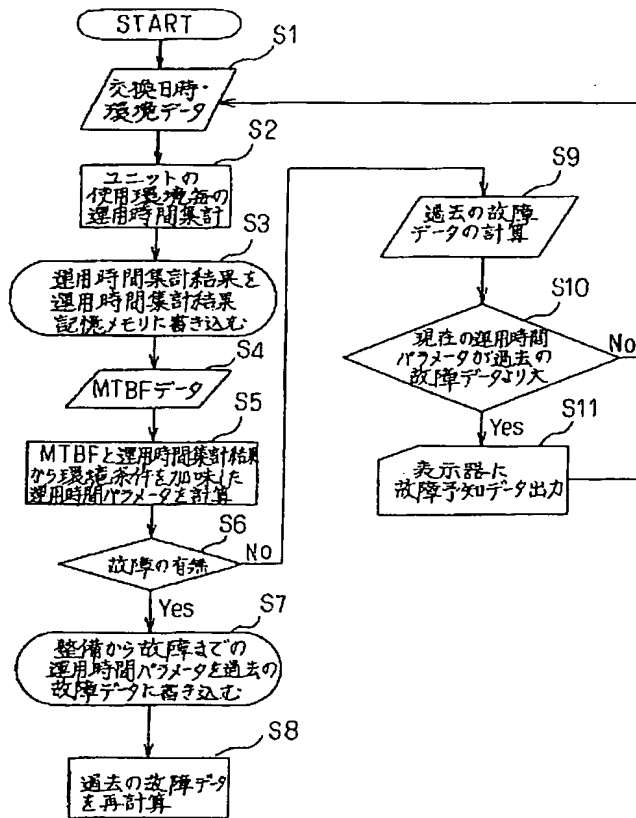 START
S1
交換日時・
環境データ
S2
ユニットの
使用環境毎の
運用時間集計
S3
運用時間集計結果を
運用時間集計結果
記憶メモリに書き込む
S4
MTBFデータ
S5
MTBFと運用時間集計結果
から環境条件を加味した
運用時間パラメータを計算
S6
故障の有無
No
Yes
S7
整備から故障までの
運用時間パラメータを過去の
故障データに書き込む
S8
過去の故障データ
を再計算
S9
過去の故障
データの計算
S10
現在の運用時間
パラメータが過去の
故障データより大
No
Yes
S11
表示器に
故障予知データ出力